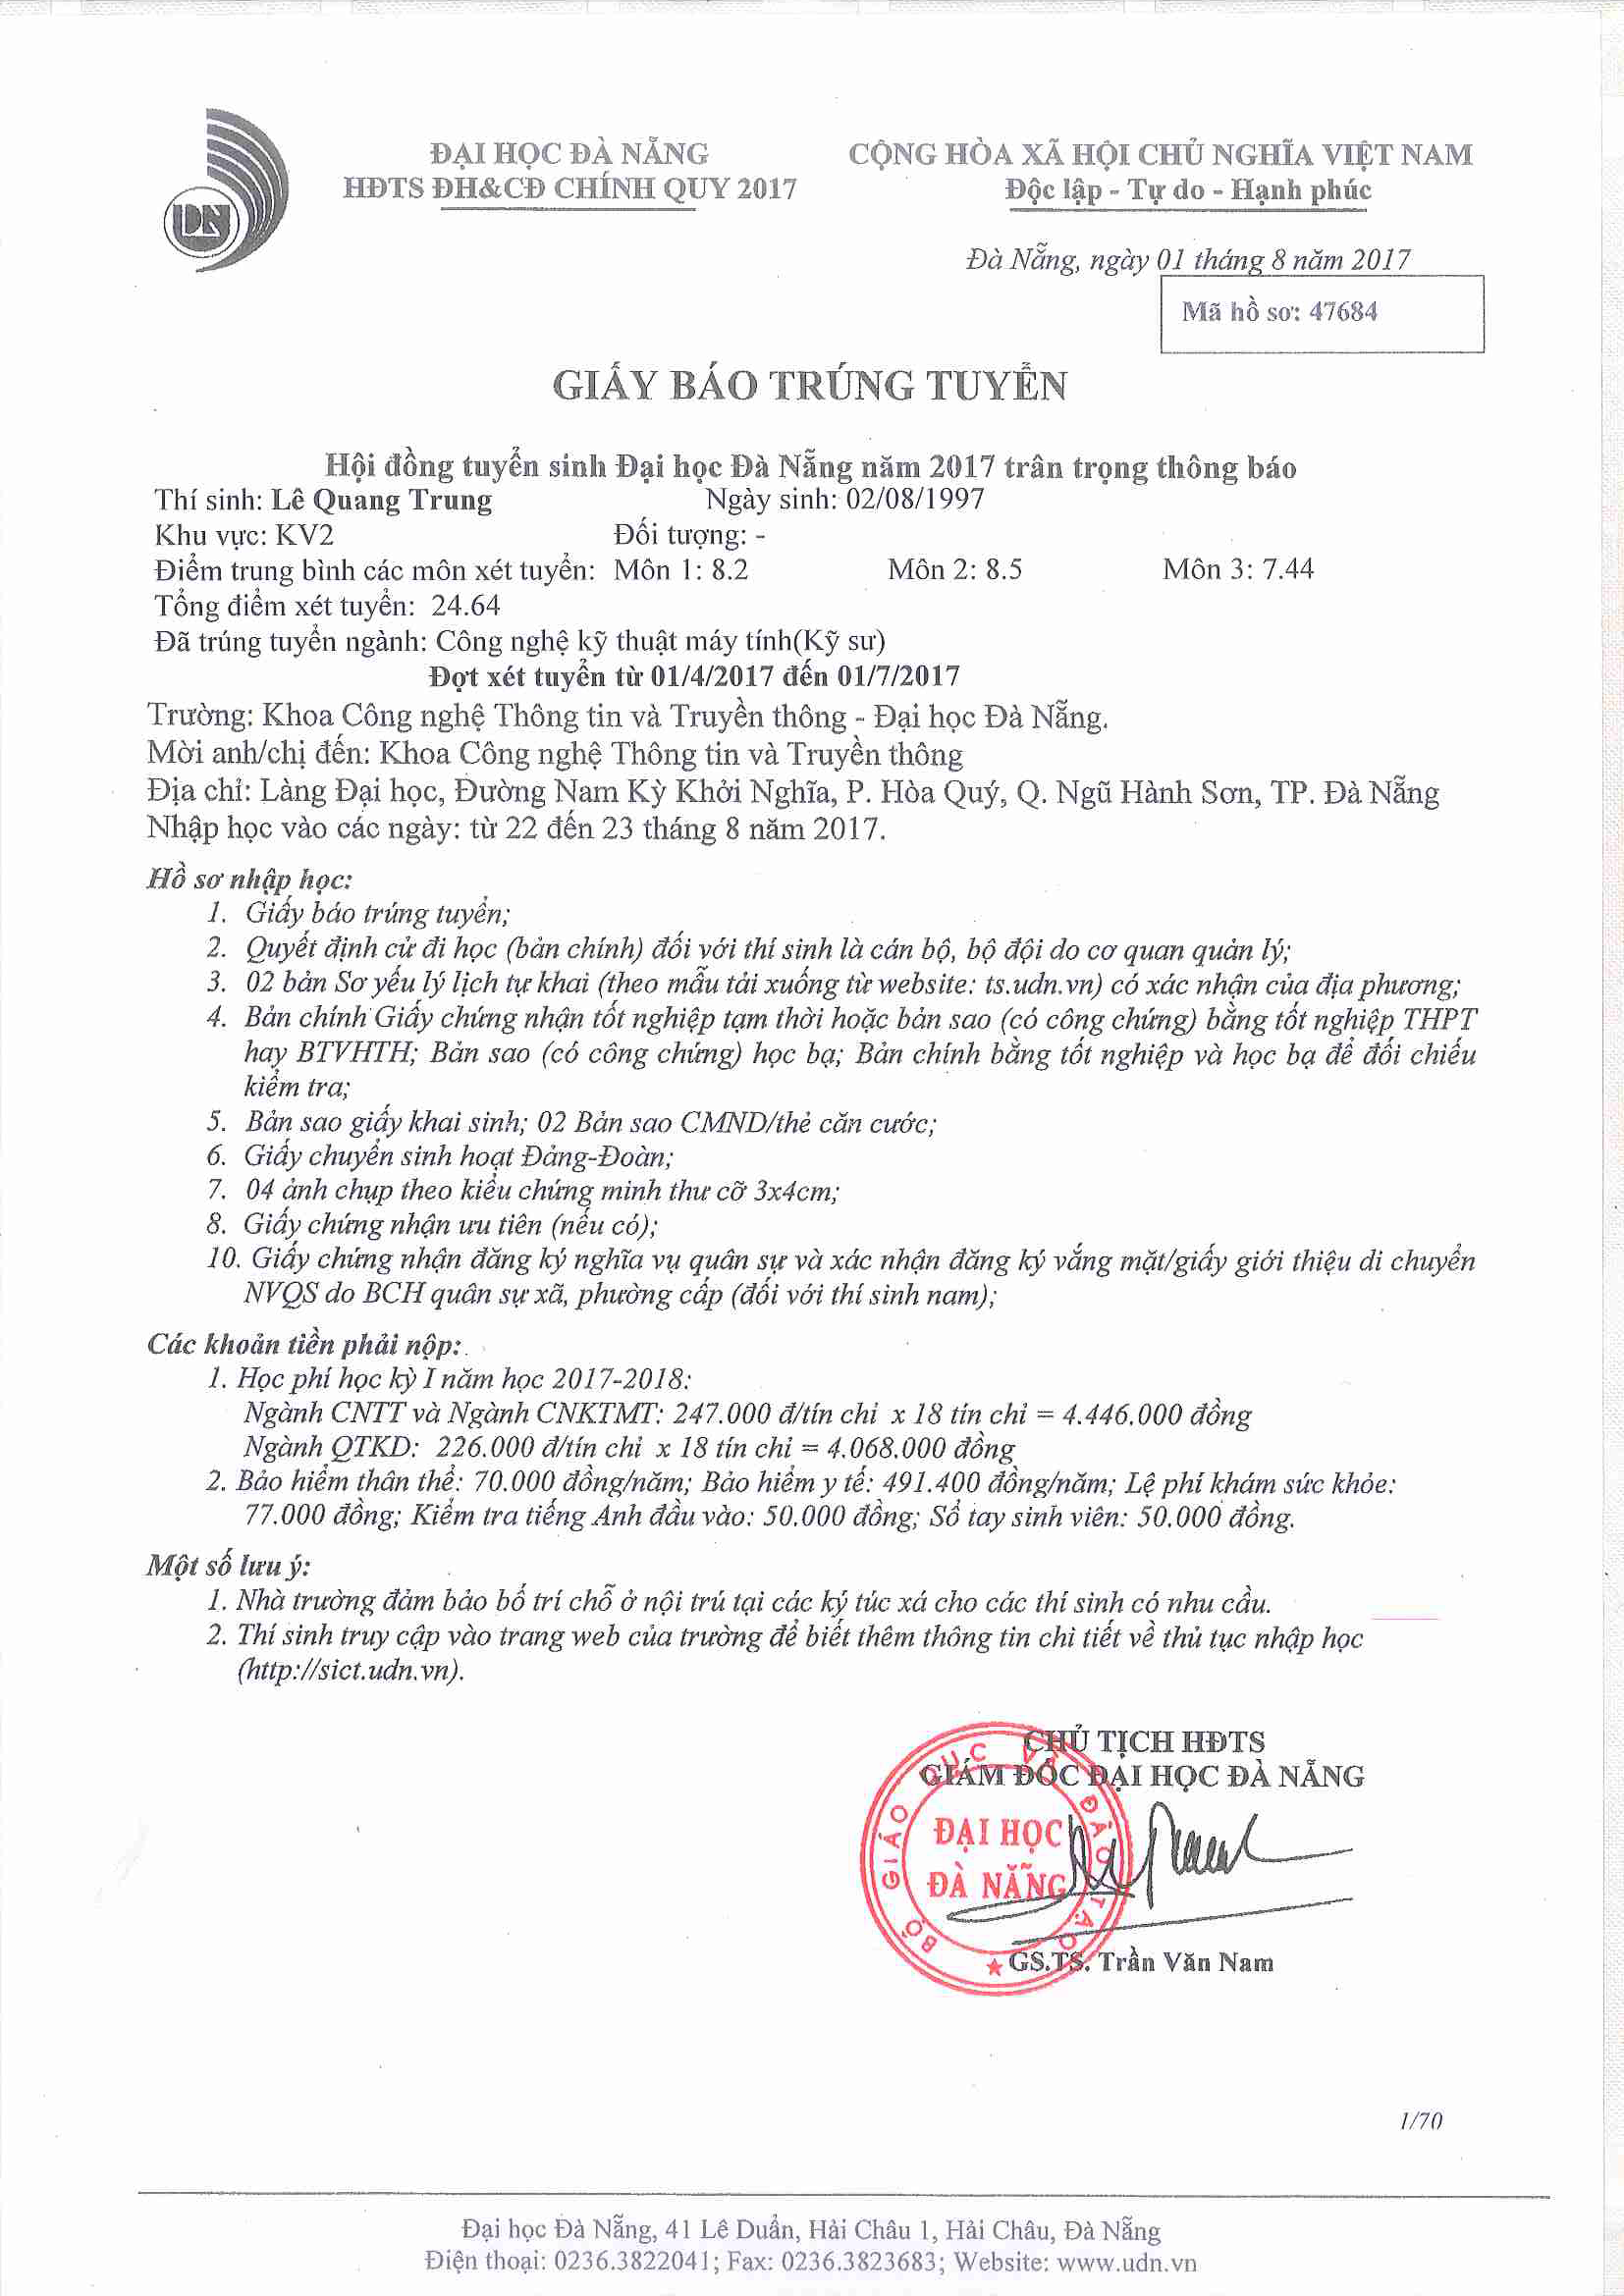 ĐẠI HỌC ĐÀ NẴNG
HĐTS ĐH&CĐ CHÍNH QUY 2017
CỘNG HÒA XÃ HỘI CHỦ NGHĨA VIỆT NAM
Độc lập - Tự do - Hạnh phúc
DN
Đà Nẵng, ngày 01 tháng 8 năm 2017
Mã hồ sơ: 47684
GIẤY BÁO TRÚNG TUYỂN
Hội đồng tuyển sinh Đại học Đà Nẵng năm 2017 trân trọng thông báo
Thí sinh: Lê Quang Trung Ngày sinh: 02/08/1997
Khu vực: KV2 Đối tượng: -
Điểm trung bình các môn xét tuyển: Môn 1: 8.2 Môn 2: 8.5 Môn 3: 7.44
Tổng điểm xét tuyển: 24.64
Đã trúng tuyển ngành: Công nghệ kỹ thuật máy tính(Kỹ sư)
Đợt xét tuyển từ 01/4/2017 đến 01/7/2017
Trường: Khoa Công nghệ Thông tin và Truyền thông - Đại học Đà Nẵng.
Mời anh/chị đến: Khoa Công nghệ Thông tin và Truyền thông
Địa chỉ: Làng Đại học, Đường Nam Kỳ Khởi Nghĩa, P. Hòa Quý, Q. Ngũ Hành Sơn, TP. Đà Nẵng
Nhập học vào các ngày: từ 22 đến 23 tháng 8 năm 2017.
Hồ sơ nhập học:
1. Giấy báo trúng tuyển;
2. Quyết định cử đi học (bản chính) đối với thí sinh là cán bộ, bộ đội do cơ quan quản lý;
3. 02 bản Sơ yếu lý lịch tự khai (theo mẫu tải xuống từ website: ts.udn.vn) có xác nhận của địa phương;
4. Bản chính Giấy chứng nhận tốt nghiệp tạm thời hoặc bản sao (có công chứng) bằng tốt nghiệp THPT
hay BTVHTH; Bản sao (có công chứng) học bạ; Bản chính bằng tốt nghiệp và học bạ để đối chiếu
kiểm tra;
5. Bản sao giấy khai sinh; 02 Bản sao CMND/thẻ căn cước;
6. Giấy chuyển sinh hoạt Đảng-Đoàn;
7. 04 ảnh chụp theo kiểu chứng minh thư cỡ 3x4cm;
8. Giấy chứng nhận ưu tiên (nếu có);
10. Giấy chứng nhận đăng ký nghĩa vụ quân sự và xác nhận đăng ký vắng mặt/giấy giới thiệu di chuyển
NVQS do BCH quân sự xã, phường cấp (đối với thí sinh nam);
Các khoản tiền phải nộp:
1. Học phí học kỳ I năm học 2017-2018:
Ngành CNTT và Ngành CNKTMT: 247.000 đ/tín chỉ x 18 tín chỉ = 4.446.000 đồng
Ngành QTKD: 226.000 đ/tín chỉ x 18 tín chỉ = 4.068.000 đồng
2. Bảo hiểm thân thể: 70.000 đồng/năm; Bảo hiểm y tế: 491.400 đồng/năm; Lệ phí khám sức khỏe:
77.000 đồng; Kiểm tra tiếng Anh đầu vào: 50.000 đồng; Sổ tay sinh viên: 50.000 đồng.
Một số lưu ý:
1. Nhà trường đảm bảo bố trí chỗ ở nội trú tại các ký túc xá cho các thí sinh có nhu cầu.
2. Thí sinh truy cập vào trang web của trường để biết thêm thông tin chi tiết về thủ tục nhập học
(http://sict.udn.vn).
CHỦ TỊCH HĐTS
GIÁM ĐỐC ĐẠI HỌC ĐÀ NẴNG
BỘ GIÁO DỤC VÀ ĐÀO TẠO
ĐẠI HỌC
ĐÀ NẴNG
GS.TS. Trần Văn Nam
1/70
Đại học Đà Nẵng, 41 Lê Duẩn, Hải Châu 1, Hải Châu, Đà Nẵng
Điện thoại: 0236.3822041; Fax: 0236.3823683; Website: www.udn.vn